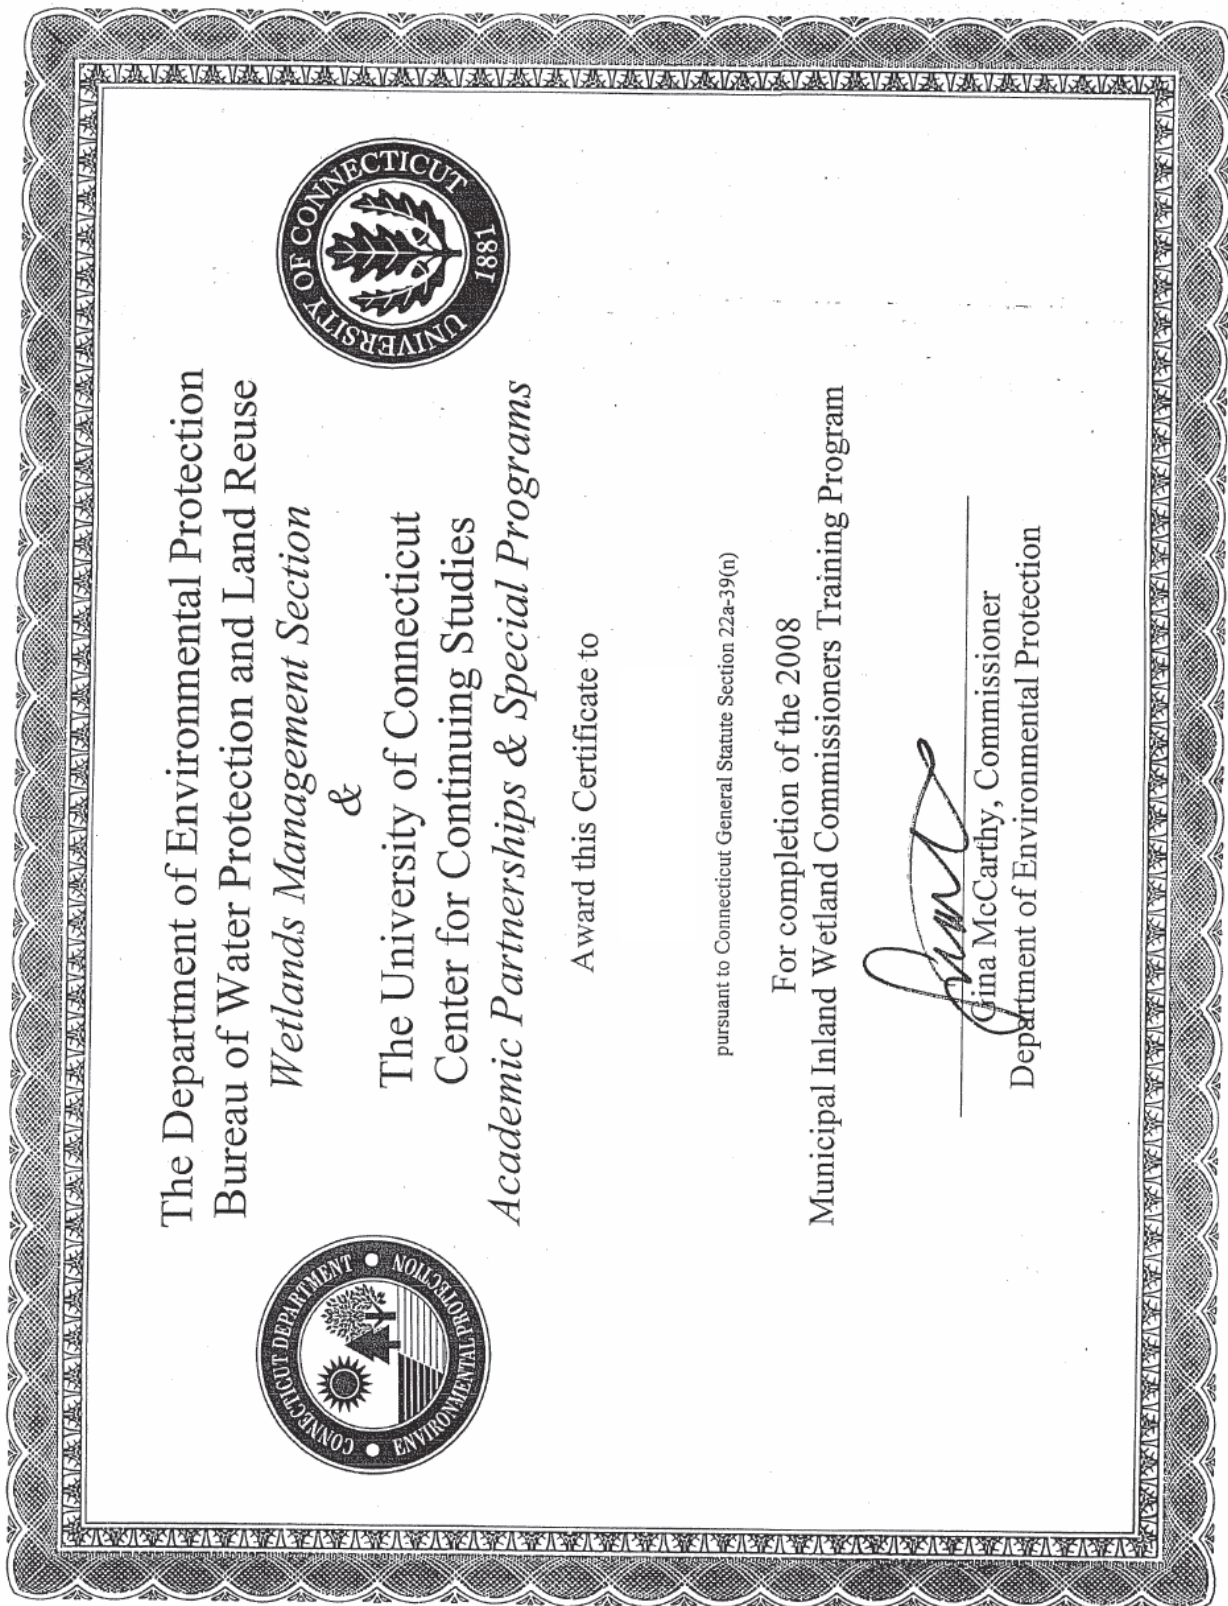 The Department of Environmental Protection
Bureau of Water Protection and Land Reuse
Wetlands Management Section
&
The University of Connecticut
Center for Continuing Studies
Academic Partnerships & Special Programs
CONNECTICUT DEPARTMENT
ENVIRONMENTAL PROTECTION
UNIVERSITY OF CONNECTICUT
1881
Award this Certificate to
pursuant to Connecticut General Statute Section 22a-39(n)
For completion of the 2008
Municipal Inland Wetland Commissioners Training Program
Gina McCarthy, Commissioner
Department of Environmental Protection